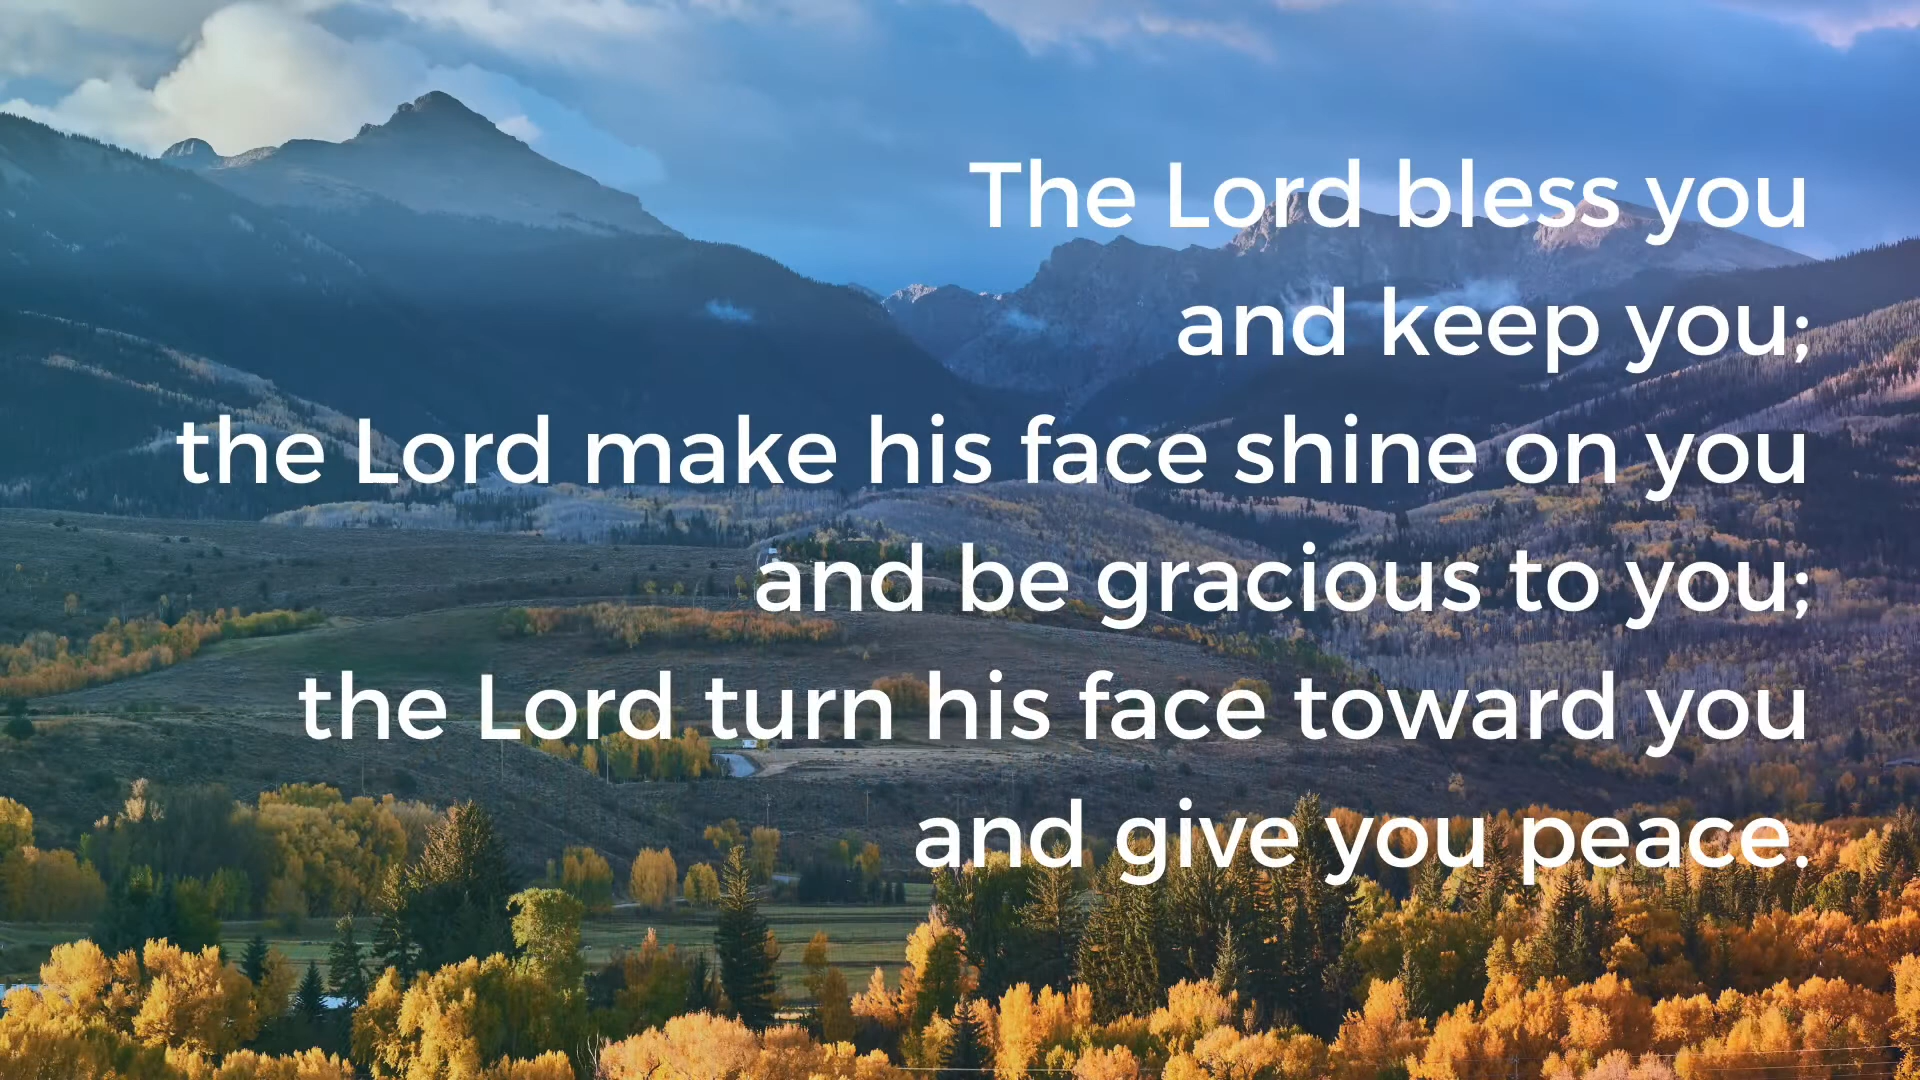 The Lord bless you
and keep you;
the Lord make his face shine on you
and be gracious to you;
the Lord turn his face toward you
and give you peace.